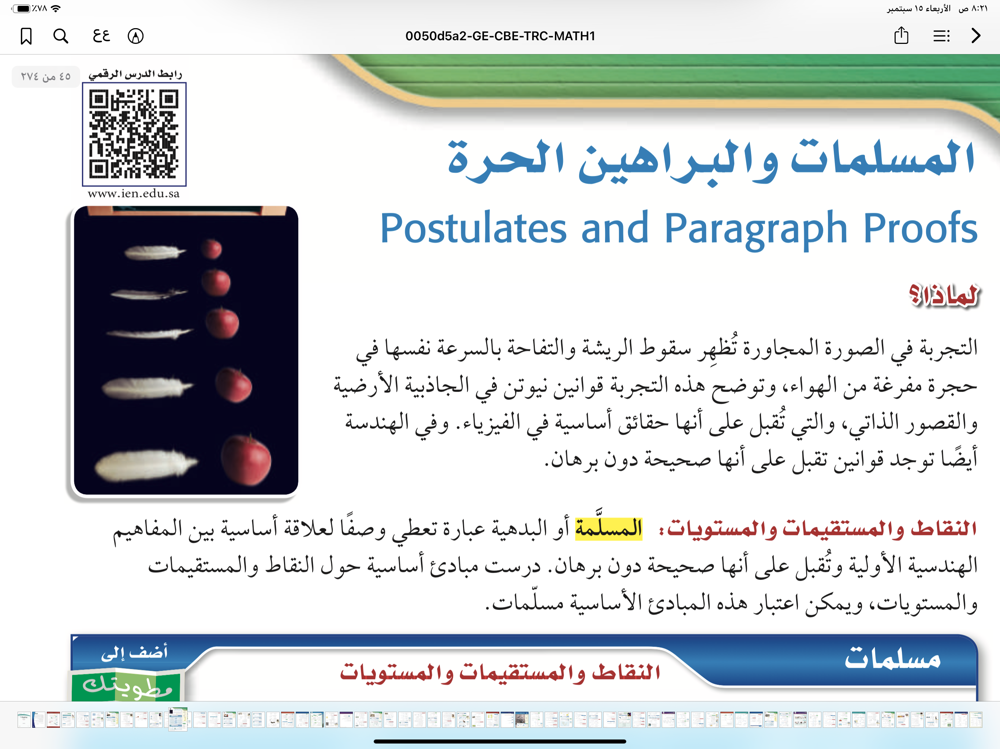 ٨:٢١ ص الأربعاء ١٥ سبتمبر
٧٨٪
0050d5a2-GE-CBE-TRC-MATH1
عع
٤٥ من ٢٧٤
رابط الدرس الرقمي
www.ien.edu.sa
المسلمات والبراهين الحرة
Postulates and Paragraph Proofs
لماذا؟
التجربة في الصورة المجاورة تُظهِر سقوط الريشة والتفاحة بالسرعة نفسها في
حجرة مفرغة من الهواء، وتوضح هذه التجربة قوانين نيوتن في الجاذبية الأرضية
والقصور الذاتي، والتي تُقبل على أنها حقائق أساسية في الفيزياء. وفي الهندسة
أيضًا توجد قوانين تقبل على أنها صحيحة دون برهان.
النقاط والمستقيمات والمستويات: المسلَّمة أو البدهية عبارة تعطي وصفًا لعلاقة أساسية بين المفاهيم
الهندسية الأولية وتُقبل على أنها صحيحة دون برهان. درست مبادئ أساسية حول النقاط والمستقيمات
والمستويات، ويمكن اعتبار هذه المبادئ الأساسية مسلّمات.
مسلمات
النقاط والمستقيمات والمستويات
أضف إلى
مطويتك